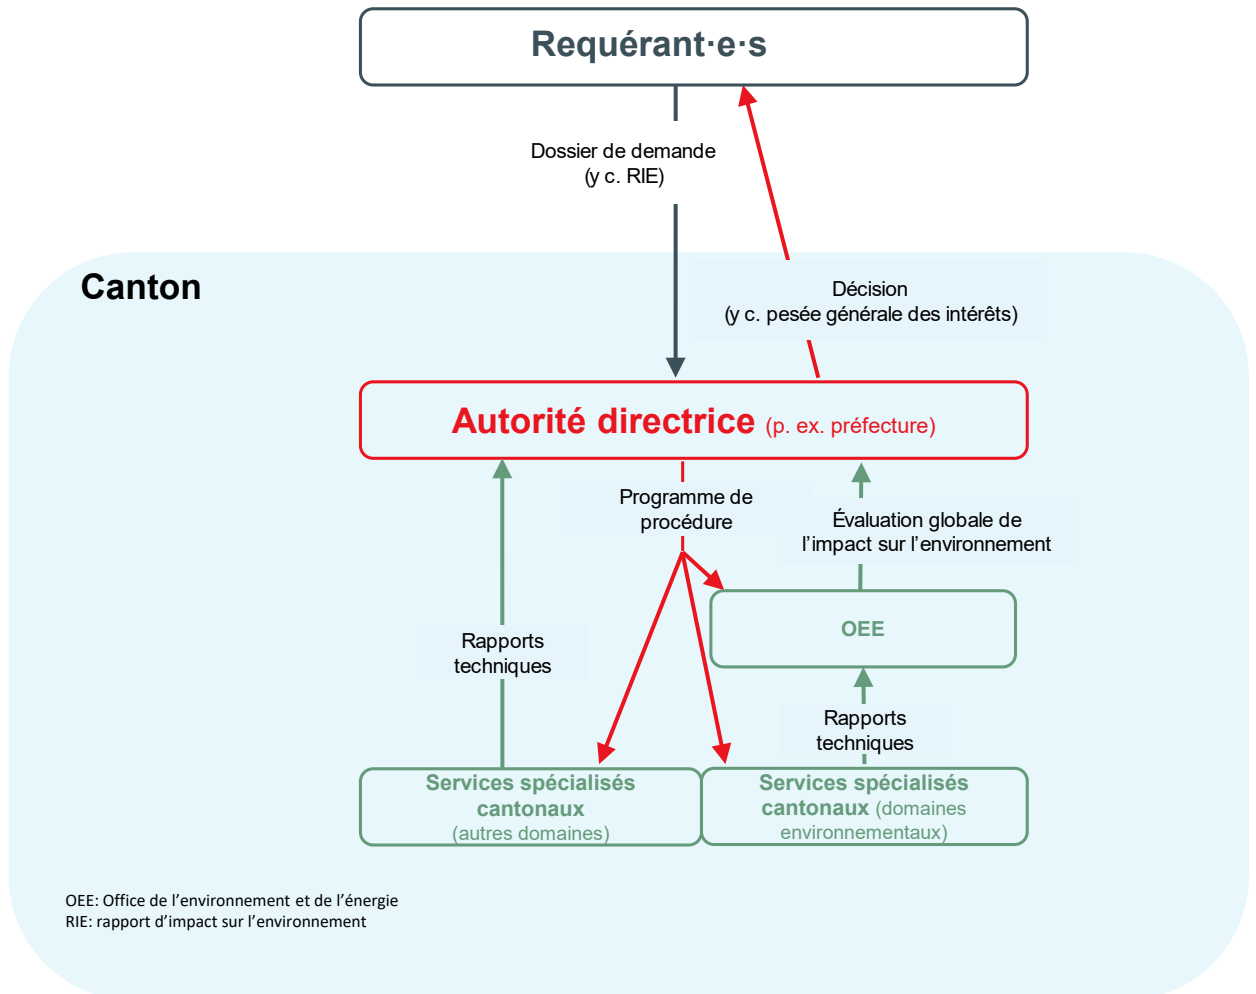 Requérant·e·s
Dossier de demande
(y c. RIE)
Canton
Décision
(y c. pesée générale des intérêts)
Autorité directrice (p. ex. préfecture)
Programme de
procédure
Évaluation globale de
l’impact sur l’environnement
OEE
Rapports
techniques
Rapports
techniques
Services spécialisés
cantonaux
(autres domaines)
Services spécialisés
cantonaux (domaines
environnementaux)
OEE: Office de l’environnement et de l’énergie
RIE: rapport d’impact sur l’environnement